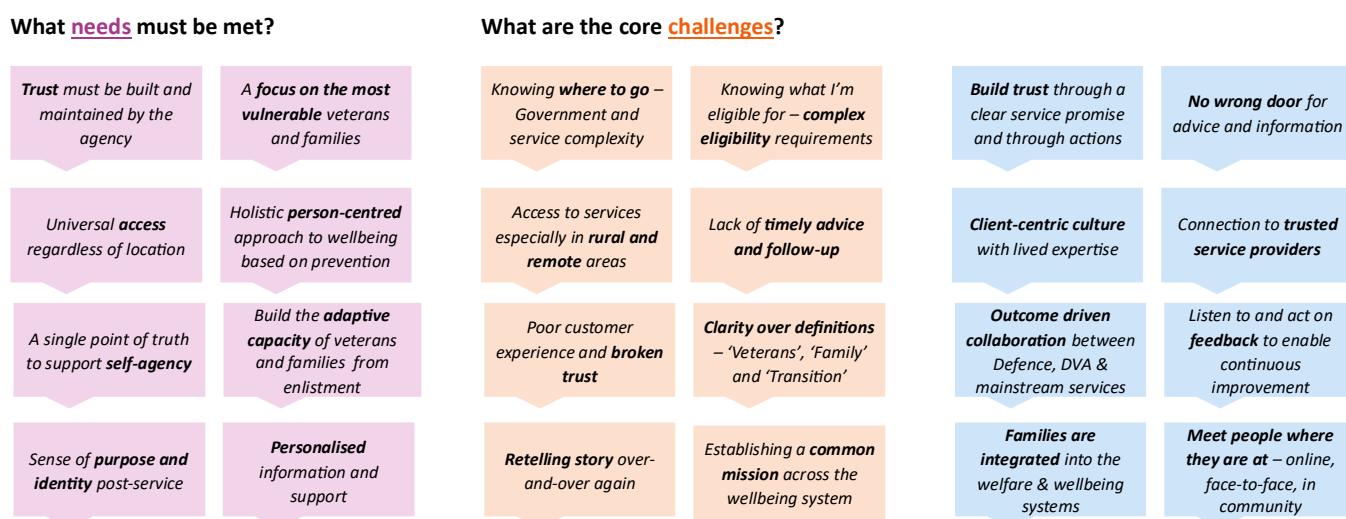 What needs must be met?
Trust must be built and
maintained by the
agency
A focus on the most
vulnerable veterans
and families
Universal access
regardless of location
Holistic person-centred
approach to wellbeing
based on prevention
A single point of truth
to support self-agency
Build the adaptive
capacity of veterans
and families from
enlistment
Sense of purpose and
identity post-service
Personalised
information and
support
What are the core challenges?
Knowing where to go –
Government and
service complexity
Knowing what I'm
eligible for – complex
eligibility requirements
Access to services
especially in rural and
remote areas
Lack of timely advice
and follow-up
Poor customer
experience and broken
trust
Clarity over definitions
– 'Veterans', 'Family'
and 'Transition'
Retelling story over-
and-over again
Establishing a common
mission across the
wellbeing system
Build trust through a
clear service promise
and through actions
No wrong door for
advice and information
Client-centric culture
with lived expertise
Connection to trusted
service providers
Outcome driven
collaboration between
Defence, DVA &
mainstream services
Listen to and act on
feedback to enable
continuous
improvement
Families are
integrated into the
welfare & wellbeing
systems
Meet people where
they are at – online,
face-to-face, in
community